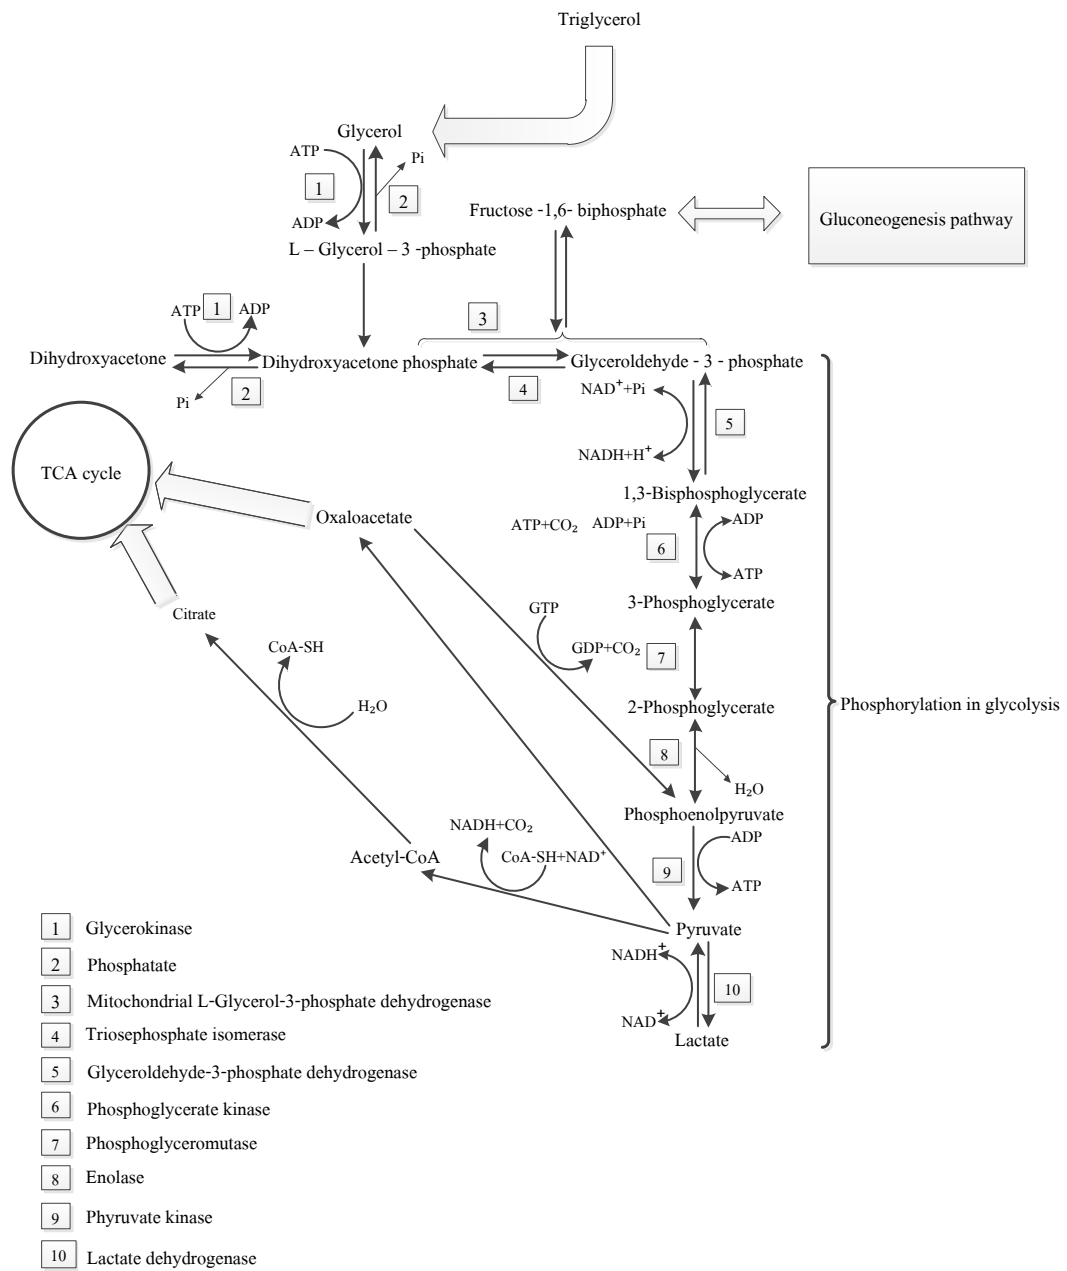 Triglycerol
Glycerol
ATP
Pi
1
2
ADP
Fructose -1,6- biphosphate
Gluconeogenesis pathway
L – Glycerol – 3 -phosphate
ATP
1
ADP
3
Dihydroxyacetone
Dihydroxyacetone phosphate
Glyceroldehyde - 3 - phosphate
Pi
2
4
NAD⁺+Pi
5
NADH+H⁺
TCA cycle
1,3-Bisphosphoglycerate
Oxaloacetate
ATP+CO₂
ADP+Pi
ADP
6
ATP
3-Phosphoglycerate
Citrate
GTP
GDP+CO₂
7
CoA-SH
H₂O
2-Phosphoglycerate
Phosphorylation in glycolysis
8
H₂O
Phosphoenolpyruvate
NADH+CO₂
ADP
Acetyl-CoA
CoA-SH+NAD⁺
9
ATP
Pyruvate
NADH⁺
10
NAD⁺
Lactate
1 Glycerokinase
2 Phosphatate
3 Mitochondrial L-Glycerol-3-phosphate dehydrogenase
4 Triosephosphate isomerase
5 Glyceroldehyde-3-phosphate dehydrogenase
6 Phosphoglycerate kinase
7 Phosphoglyceromutase
8 Enolase
9 Phyruvate kinase
10 Lactate dehydrogenase